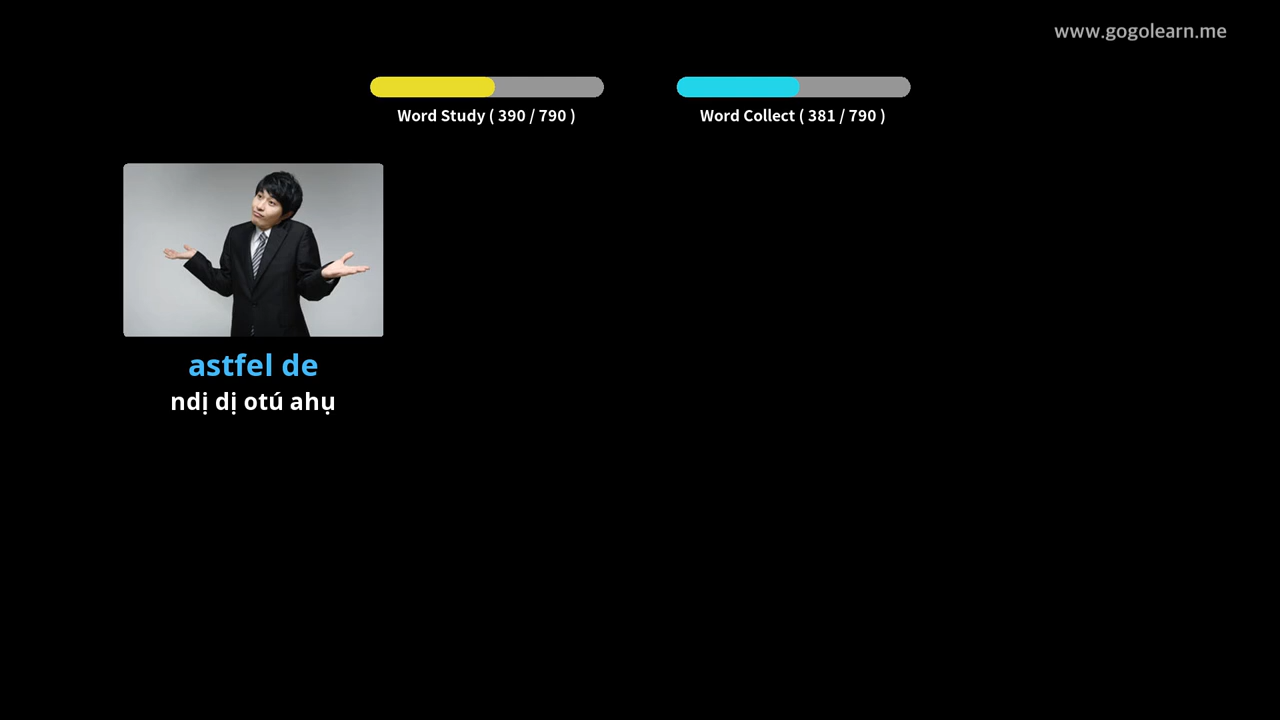 www.gogolearn.me
Word Study ( 390 / 790 )
Word Collect ( 381 / 790 )
astfel de
ndị dị otú ahụ